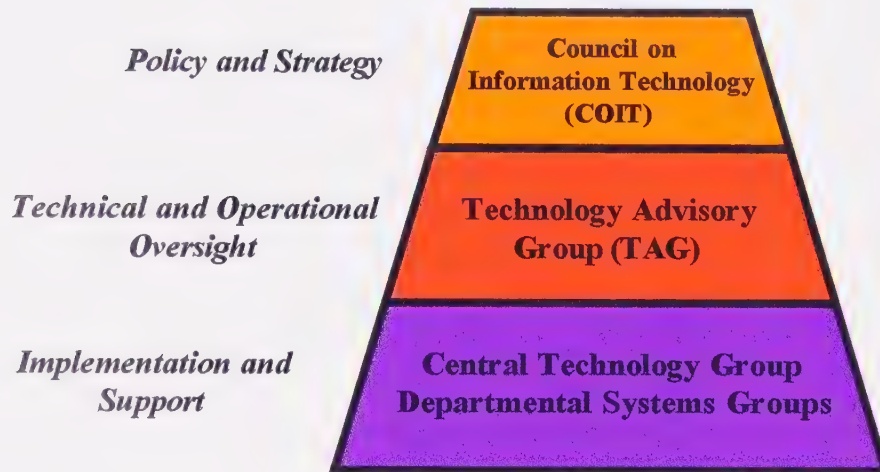 Policy and Strategy
Council on
Information Technology
(COIT)
Technical and Operational
Oversight
Technology Advisory
Group (TAG)
Implementation and
Support
Central Technology Group
Departmental Systems Groups